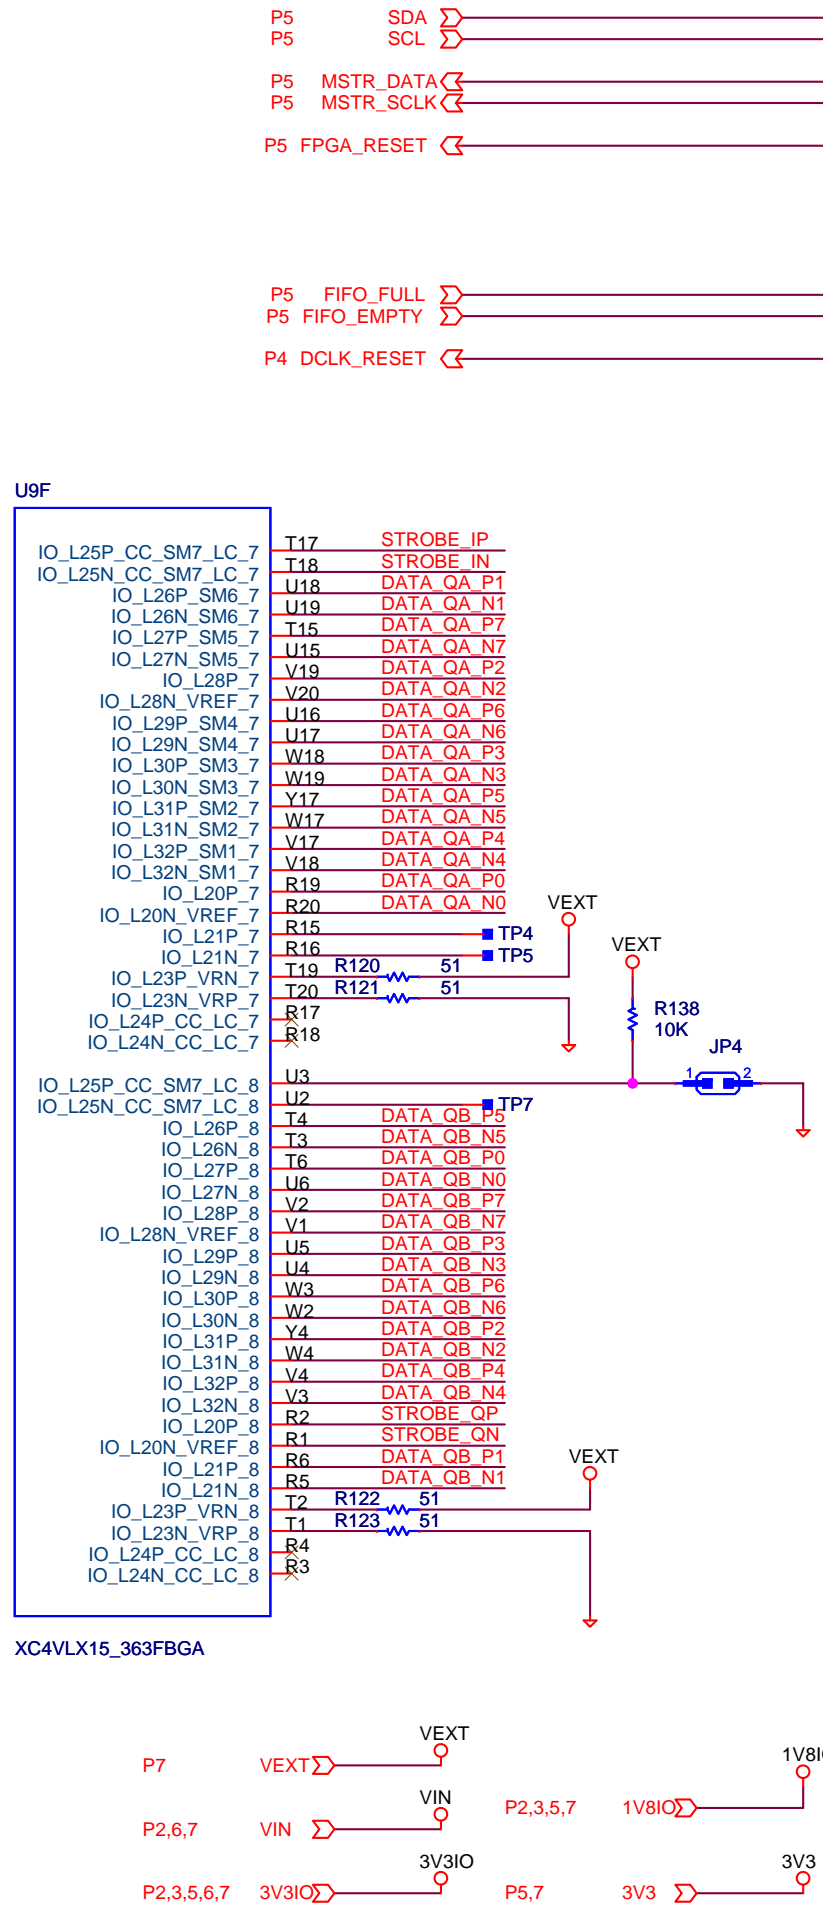 P5 SDA
P5 SCL
P5 MSTR_DATA
P5 MSTR_SCLK
P5 FPGA_RESET
P5 FIFO_FULL
P5 FIFO_EMPTY
P4 DCLK_RESET
U9F
IO_L25P_CC_SM7_LC_7 T17 STROBE_IP
IO_L25N_CC_SM7_LC_7 T18 STROBE_IN
IO_L26P_SM6_7 U18 DATA_QA_P1
IO_L26N_SM6_7 U19 DATA_QA_N1
IO_L27P_SM5_7 T15 DATA_QA_P7
IO_L27N_SM5_7 U15 DATA_QA_N7
IO_L28P_7 V19 DATA_QA_P2
IO_L28N_VREF_7 V20 DATA_QA_N2
IO_L29P_SM4_7 U16 DATA_QA_P6
IO_L29N_SM4_7 U17 DATA_QA_N6
IO_L30P_SM3_7 W18 DATA_QA_P3
IO_L30N_SM3_7 W19 DATA_QA_N3
IO_L31P_SM2_7 Y17 DATA_QA_P5
IO_L31N_SM2_7 W17 DATA_QA_N5
IO_L32P_SM1_7 V17 DATA_QA_P4
IO_L32N_SM1_7 V18 DATA_QA_N4
IO_L20P_7 R19 DATA_QA_P0
IO_L20N_VREF_7 R20 DATA_QA_N0
VEXT
IO_L21P_7 R15 TP4
IO_L21N_7 R16 TP5
VEXT
IO_L23P_VRN_7 T19 R120 51
IO_L23N_VRP_7 T20 R121 51
IO_L24P_CC_LC_7 R17
R138
10K
IO_L24N_CC_LC_7 R18
JP4
1 2
IO_L25P_CC_SM7_LC_8 U3
IO_L25N_CC_SM7_LC_8 U2 TP7
IO_L26P_8 T4 DATA_QB_P5
IO_L26N_8 T3 DATA_QB_N5
IO_L27P_8 T6 DATA_QB_P0
IO_L27N_8 U6 DATA_QB_N0
IO_L28P_8 V2 DATA_QB_P7
IO_L28N_VREF_8 V1 DATA_QB_N7
IO_L29P_8 U5 DATA_QB_P3
IO_L29N_8 U4 DATA_QB_N3
IO_L30P_8 W3 DATA_QB_P6
IO_L30N_8 W2 DATA_QB_N6
IO_L31P_8 Y4 DATA_QB_P2
IO_L31N_8 W4 DATA_QB_N2
IO_L32P_8 V4 DATA_QB_P4
IO_L32N_8 V3 DATA_QB_N4
IO_L20P_8 R2 STROBE_QP
IO_L20N_VREF_8 R1 STROBE_QN
IO_L21P_8 R6 DATA_QB_P1
IO_L21N_8 R5 DATA_QB_N1
VEXT
IO_L23P_VRN_8 T2 R122 51
IO_L23N_VRP_8 T1 R123 51
IO_L24P_CC_LC_8 R4
IO_L24N_CC_LC_8 R3
XC4VLX15_363FBGA
VEXT
P7 VEXT
1V8I
VIN
P2,3,5,7 1V8IO
P2,6,7 VIN
3V3IO 3V3
P2,3,5,6,7 3V3IO
P5,7 3V3